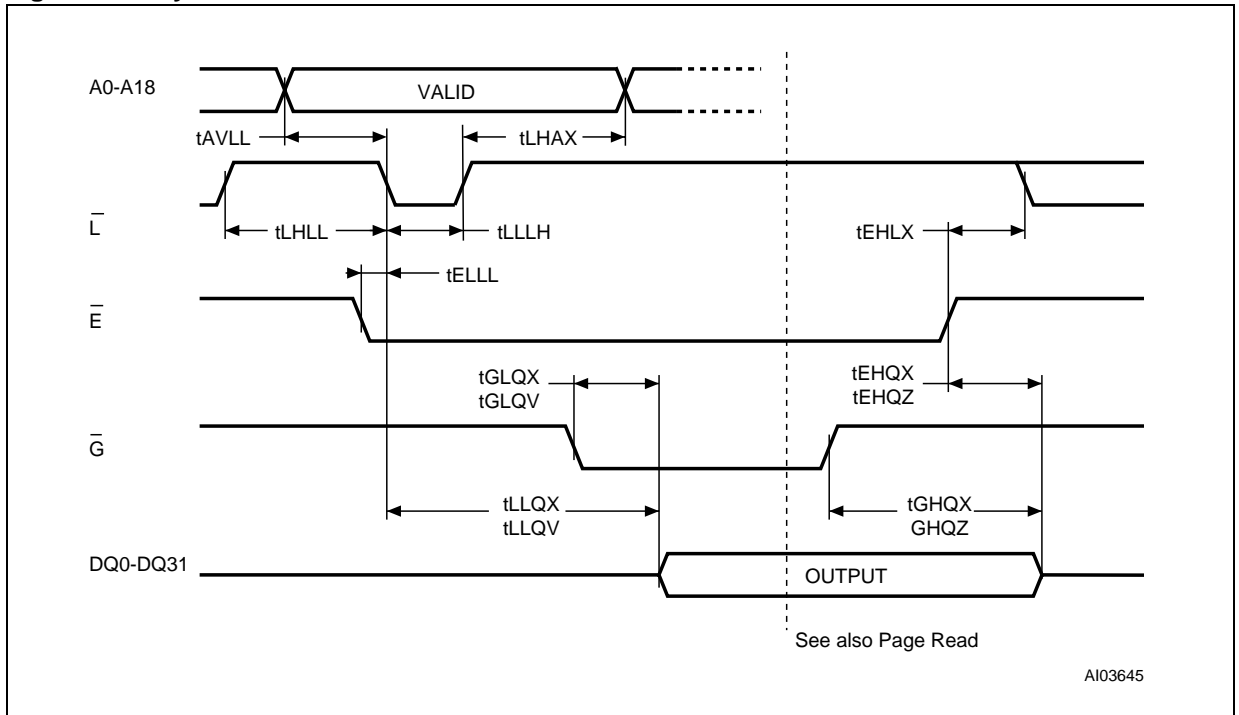 A0-A18
VALID
tAVLL
tLHAX
L
tLHLL
tLLLH
tEHLX
tELLL
E
tGLQX
tGLQV
tEHQX
tEHQZ
G
tLLQX
tLLQV
tGHQX
GHQZ
DQ0-DQ31
OUTPUT
See also Page Read
AI03645